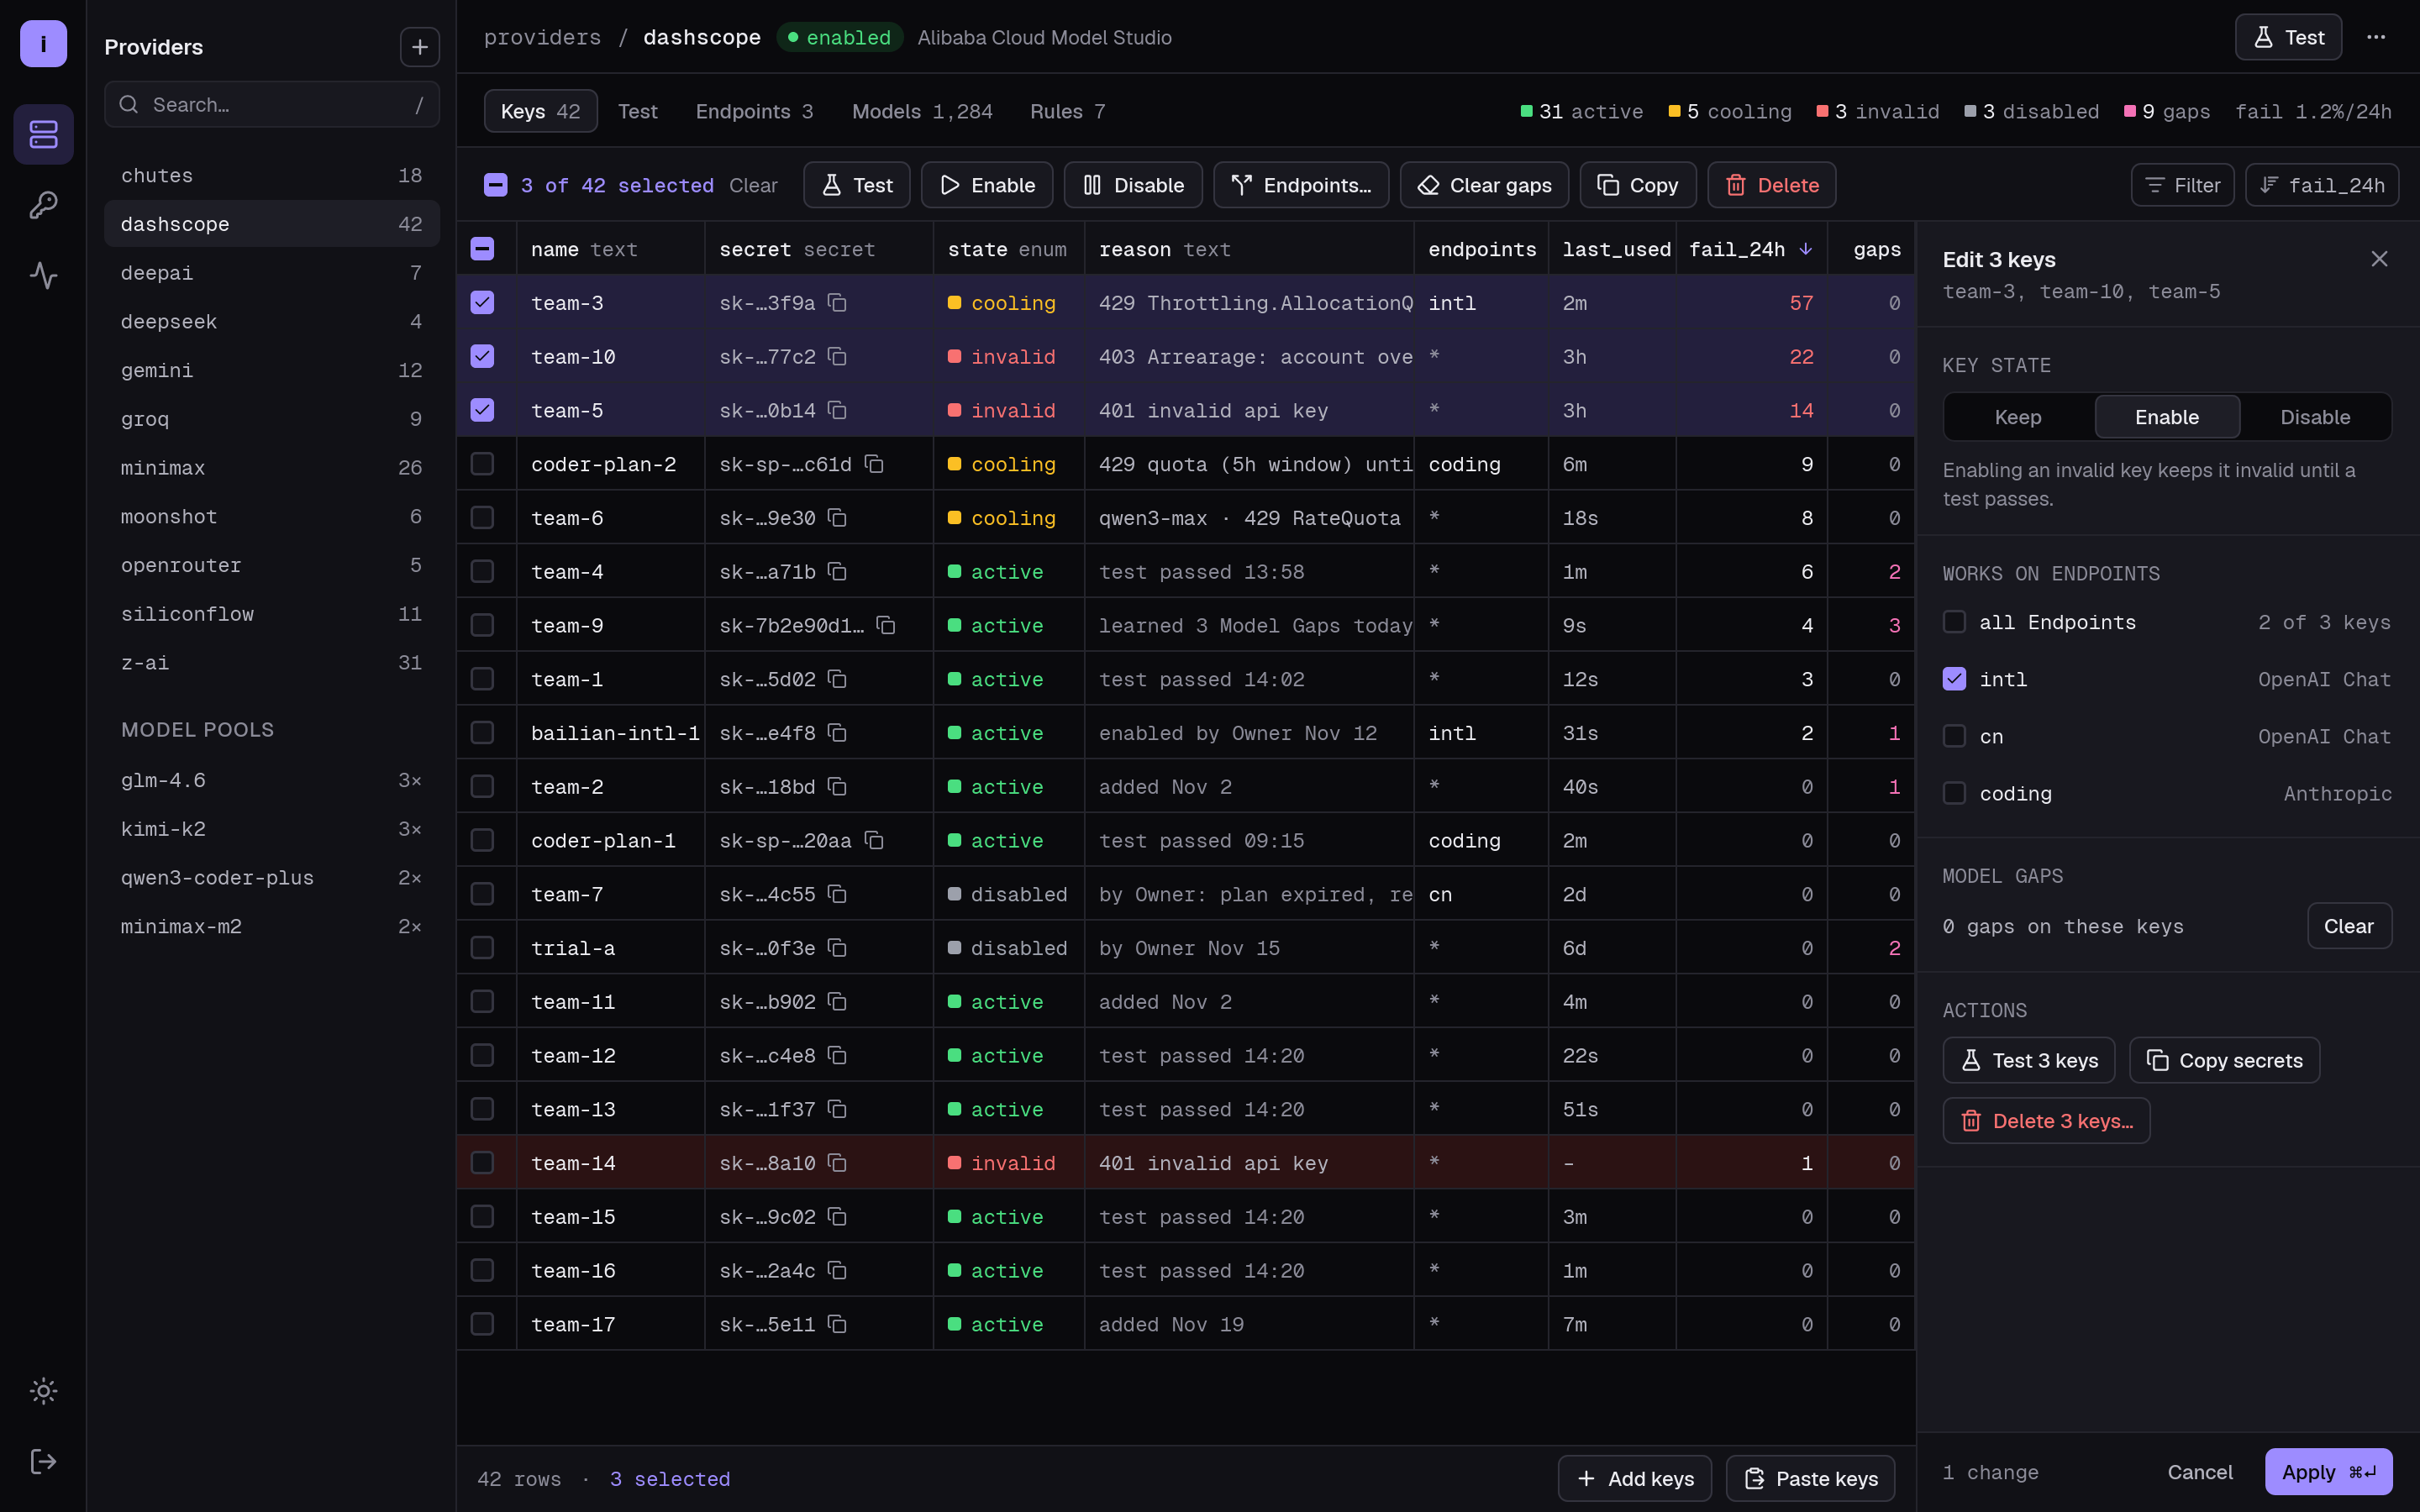 i
Providers
Search… /
chutes 18
dashscope 42
deepai 7
deepseek 4
gemini 12
groq 9
minimax 26
moonshot 6
openrouter 5
siliconflow 11
z-ai 31
MODEL POOLS
glm-4.6 3×
kimi-k2 3×
qwen3-coder-plus 2×
minimax-m2 2×
providers / dashscope enabled Alibaba Cloud Model Studio Test
Keys 42 Test Endpoints 3 Models 1,284 Rules 7 31 active 5 cooling 3 invalid 3 disabled 9 gaps fail 1.2%/24h
3 of 42 selected Clear Test Enable Disable Endpoints… Clear gaps Copy Delete Filter fail_24h
name text secret secret state enum reason text endpoints last_used fail_24h ↓ gaps
team-3 sk-…3f9a cooling 429 Throttling.AllocationQ intl 2m 57 0
team-10 sk-…77c2 invalid 403 Arrearage: account ove * 3h 22 0
team-5 sk-…0b14 invalid 401 invalid api key * 3h 14 0
coder-plan-2 sk-sp-…c61d cooling 429 quota (5h window) unti coding 6m 9 0
team-6 sk-…9e30 cooling qwen3-max · 429 RateQuota * 18s 8 0
team-4 sk-…a71b active test passed 13:58 * 1m 6 2
team-9 sk-7b2e90d1… active learned 3 Model Gaps today * 9s 4 3
team-1 sk-…5d02 active test passed 14:02 * 12s 3 0
bailian-intl-1 sk-…e4f8 active enabled by Owner Nov 12 intl 31s 2 1
team-2 sk-…18bd active added Nov 2 * 40s 0 1
coder-plan-1 sk-sp-…20aa active test passed 09:15 coding 2m 0 0
team-7 sk-…4c55 disabled by Owner: plan expired, re cn 2d 0 0
trial-a sk-…0f3e disabled by Owner Nov 15 * 6d 0 2
team-11 sk-…b902 active added Nov 2 * 4m 0 0
team-12 sk-…c4e8 active test passed 14:20 * 22s 0 0
team-13 sk-…1f37 active test passed 14:20 * 51s 0 0
team-14 sk-…8a10 invalid 401 invalid api key * – 1 0
team-15 sk-…9c02 active test passed 14:20 * 3m 0 0
team-16 sk-…2a4c active test passed 14:20 * 1m 0 0
team-17 sk-…5e11 active added Nov 19 * 7m 0 0
42 rows · 3 selected Add keys Paste keys
Edit 3 keys
team-3, team-10, team-5
KEY STATE
Keep Enable Disable
Enabling an invalid key keeps it invalid until a
test passes.
WORKS ON ENDPOINTS
all Endpoints 2 of 3 keys
intl OpenAI Chat
cn OpenAI Chat
coding Anthropic
MODEL GAPS
0 gaps on these keys Clear
ACTIONS
Test 3 keys Copy secrets
Delete 3 keys…
1 change Cancel Apply ⌘↵